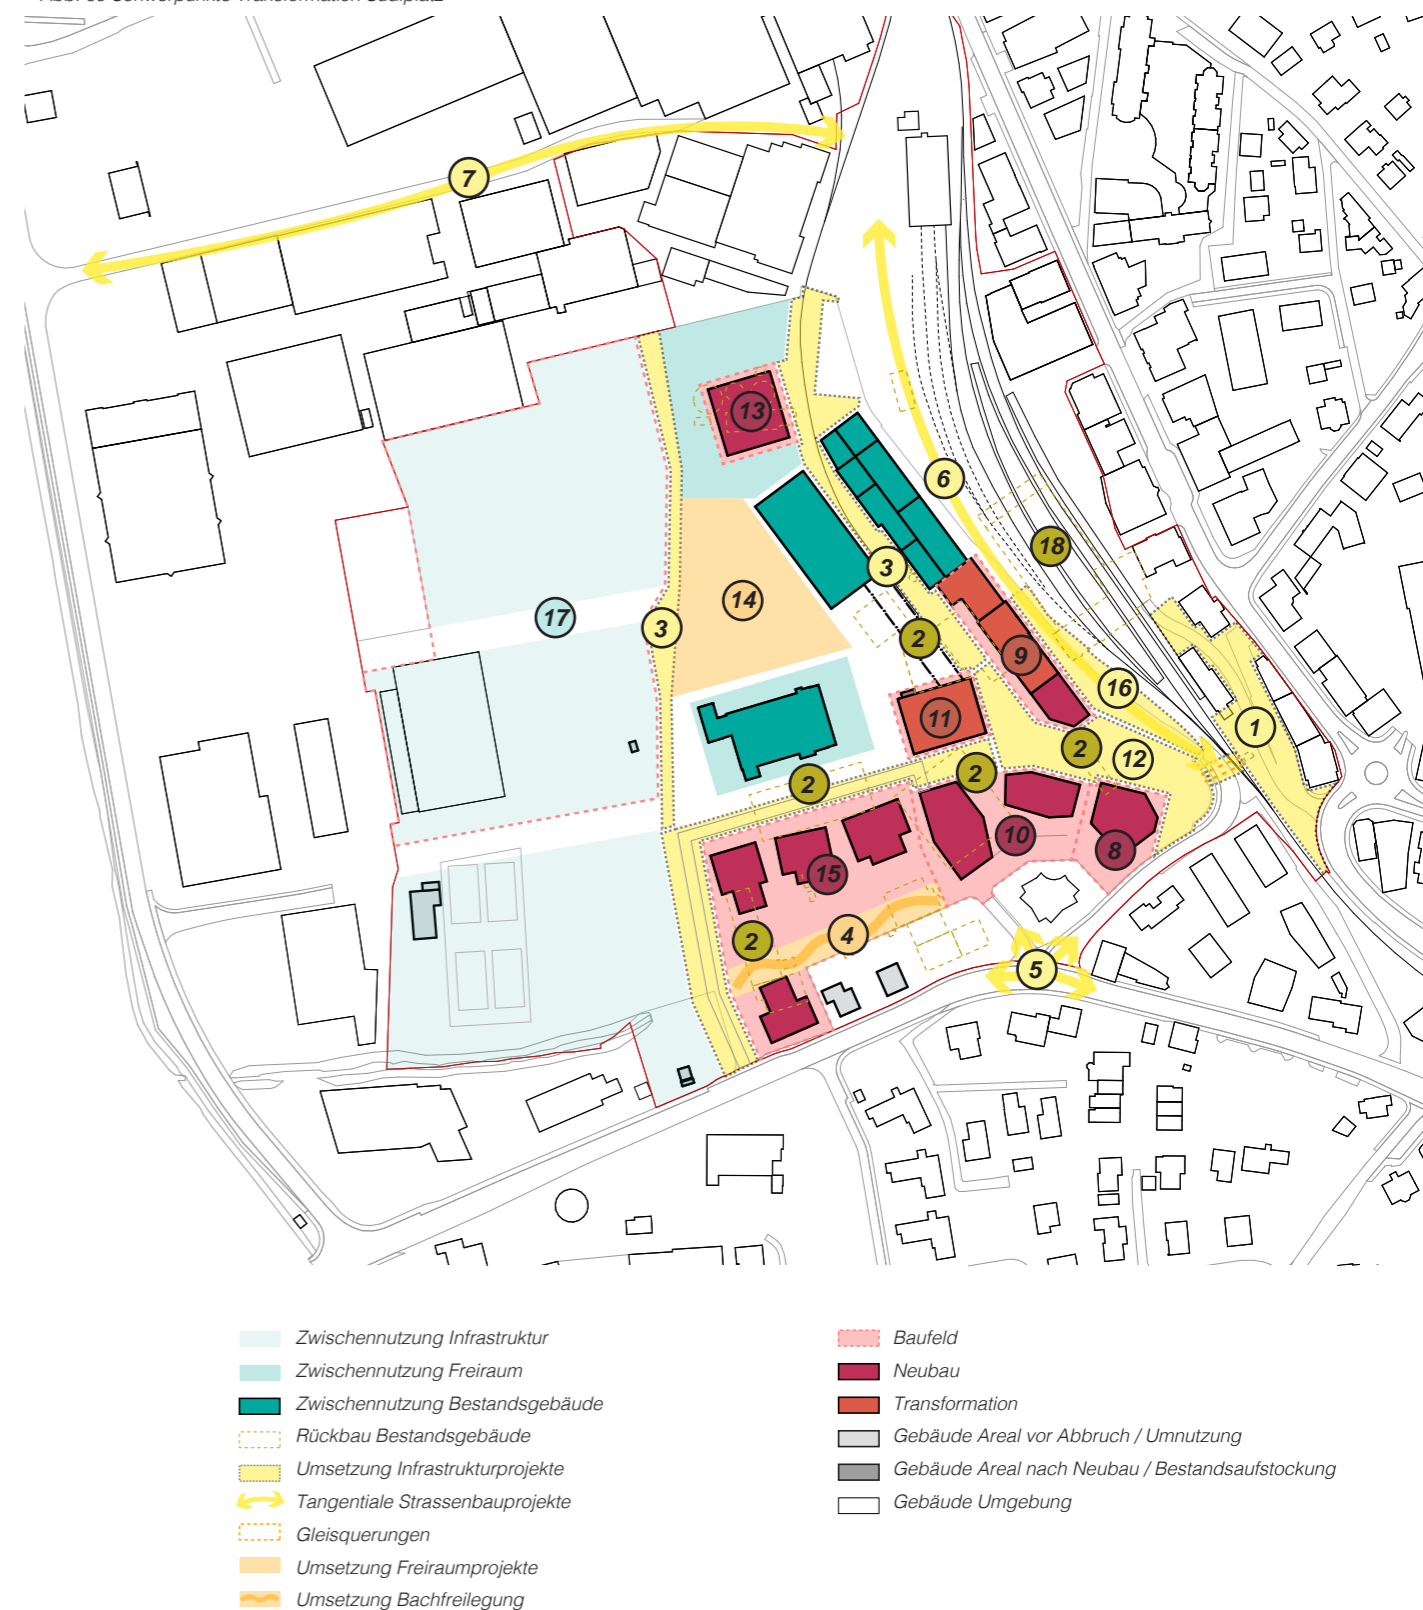 7
13
6
18
3
14
17
3
2
9
16
11
1
2
12
2
2
10
8
15
2
4
5
Zwischennutzung Infrastruktur
Zwischennutzung Freiraum
Zwischennutzung Bestandsgebäude
Rückbau Bestandsgebäude
Umsetzung Infrastrukturprojekte
Tangentiale Strassenbauprojekte
Gleisquerungen
Umsetzung Freiraumprojekte
Umsetzung Bachfreilegung
Baufeld
Neubau
Transformation
Gebäude Areal vor Abbruch / Umnutzung
Gebäude Areal nach Neubau / Bestandsaufstockung
Gebäude Umgebung